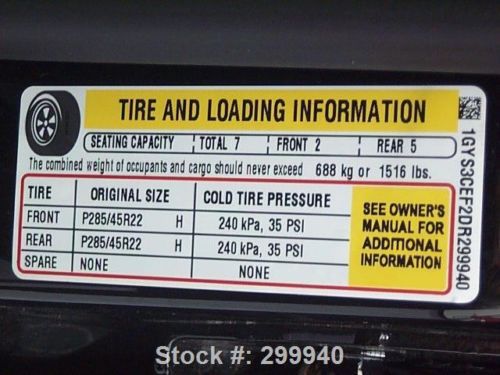 TIRE AND LOADING INFORMATION
SEATING CAPACITY TOTAL 7 FRONT 2 REAR 5
The combined weight of occupants and cargo should never exceed 688 kg or 1516 lbs.
TIRE ORIGINAL SIZE COLD TIRE PRESSURE
FRONT P285/45R22 H 240 kPa, 35 PSI
REAR P285/45R22 H 240 kPa, 35 PSI
SPARE NONE NONE
SEE OWNER'S
MANUAL FOR
ADDITIONAL
INFORMATION
1GYS3CEF2DR299940
Stock #: 299940